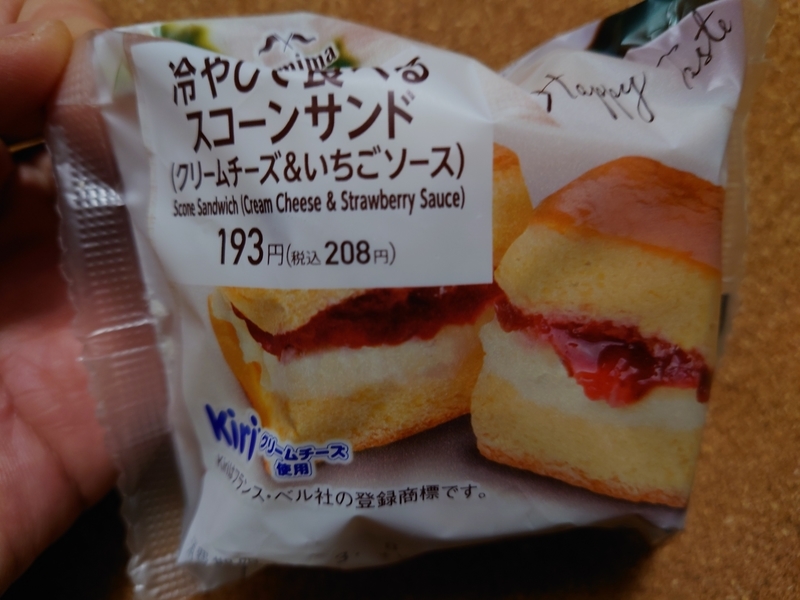 mima
冷やして食べる
Happy Taste
スコーンサンド
(クリームチーズ&いちごソース)
Scone Sandwich (Cream Cheese & Strawberry Sauce)
193円(税込208円)
Kiri クリームチーズ
使用
Kiriはフランス・ベル社の登録商標です。